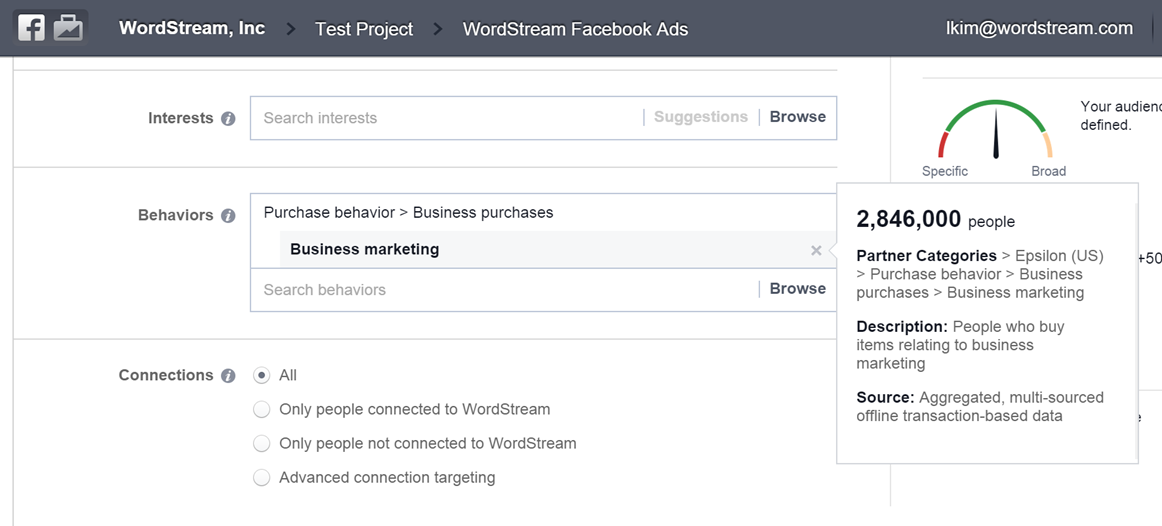 WordStream, Inc > Test Project > WordStream Facebook Ads
lkim@wordstream.com
Interests
Search interests
Suggestions
Browse
Your audienc
defined.
Specific
Broad
Behaviors
Purchase behavior > Business purchases
Business marketing
Search behaviors
Browse
2,846,000 people
Partner Categories > Epsilon (US)
> Purchase behavior > Business
purchases > Business marketing
Description: People who buy
items relating to business
marketing
Source: Aggregated, multi-sourced
offline transaction-based data
+50
Connections
All
Only people connected to WordStream
Only people not connected to WordStream
Advanced connection targeting